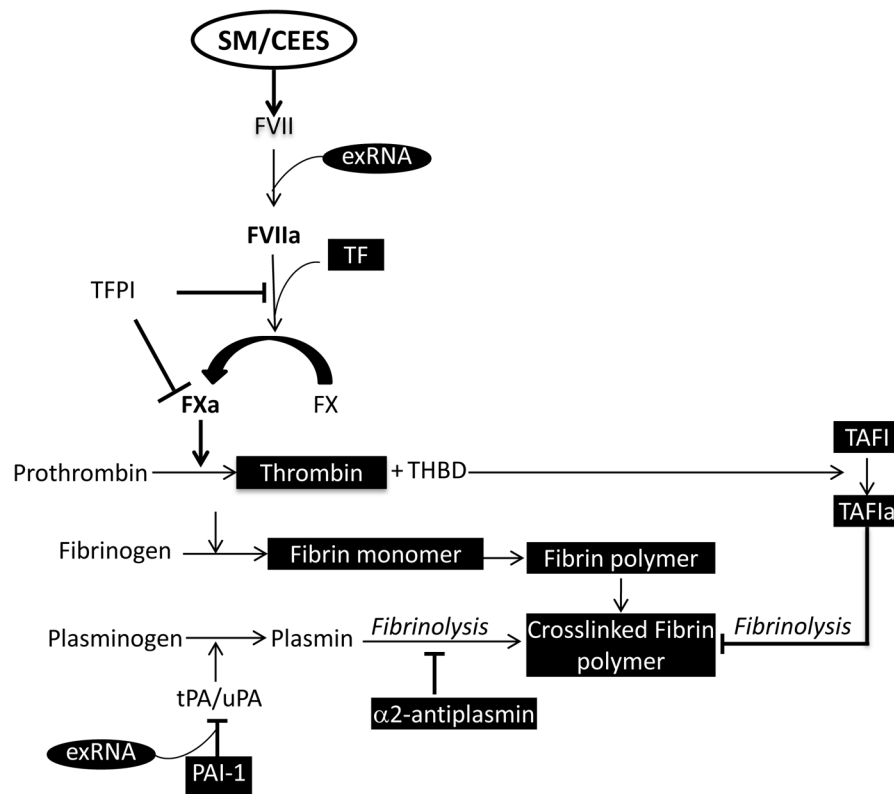 SM/CEES
FVII
exRNA
FVIIa
TF
TFPI
FXa
FX
TAFI
Prothrombin
Thrombin
+ THBD
TAFIa
Fibrinogen
Fibrin monomer
Fibrin polymer
Plasminogen
Plasmin
Fibrinolysis
Crosslinked Fibrin
polymer
Fibrinolysis
tPA/uPA
α2-antiplasmin
exRNA
PAI-1